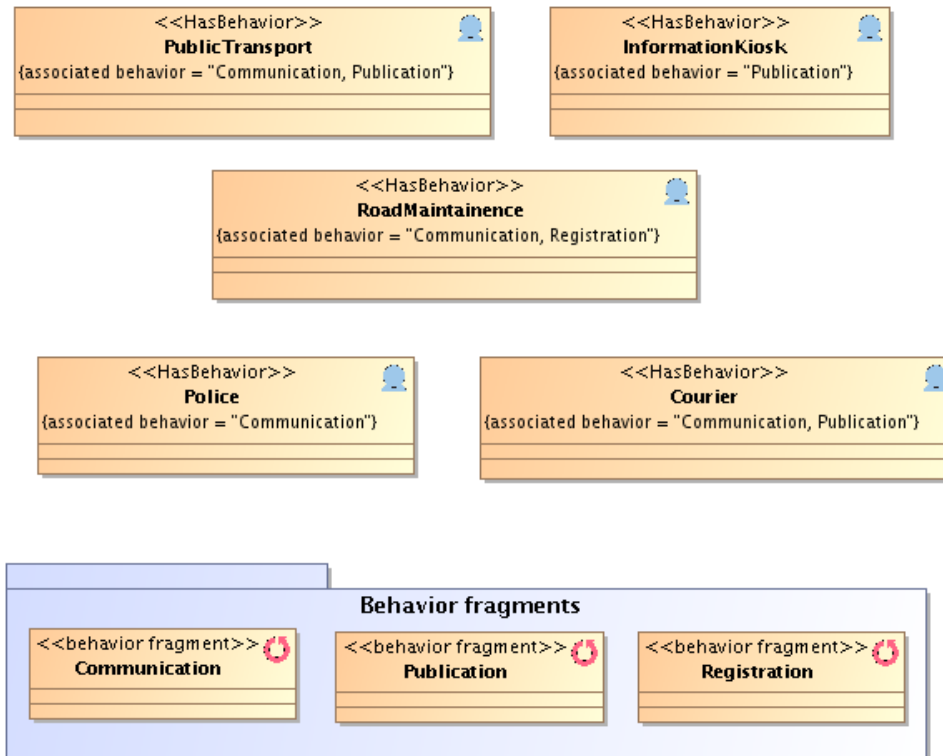 <<HasBehavior>>
PublicTransport
{associated behavior = "Communication, Publication"}
<<HasBehavior>>
InformationKiosk
{associated behavior = "Publication"}
<<HasBehavior>>
RoadMaintainence
{associated behavior = "Communication, Registration"}
<<HasBehavior>>
Police
{associated behavior = "Communication"}
<<HasBehavior>>
Courier
{associated behavior = "Communication, Publication"}
Behavior fragments
<<behavior fragment>>
Communication
<<behavior fragment>>
Publication
<<behavior fragment>>
Registration